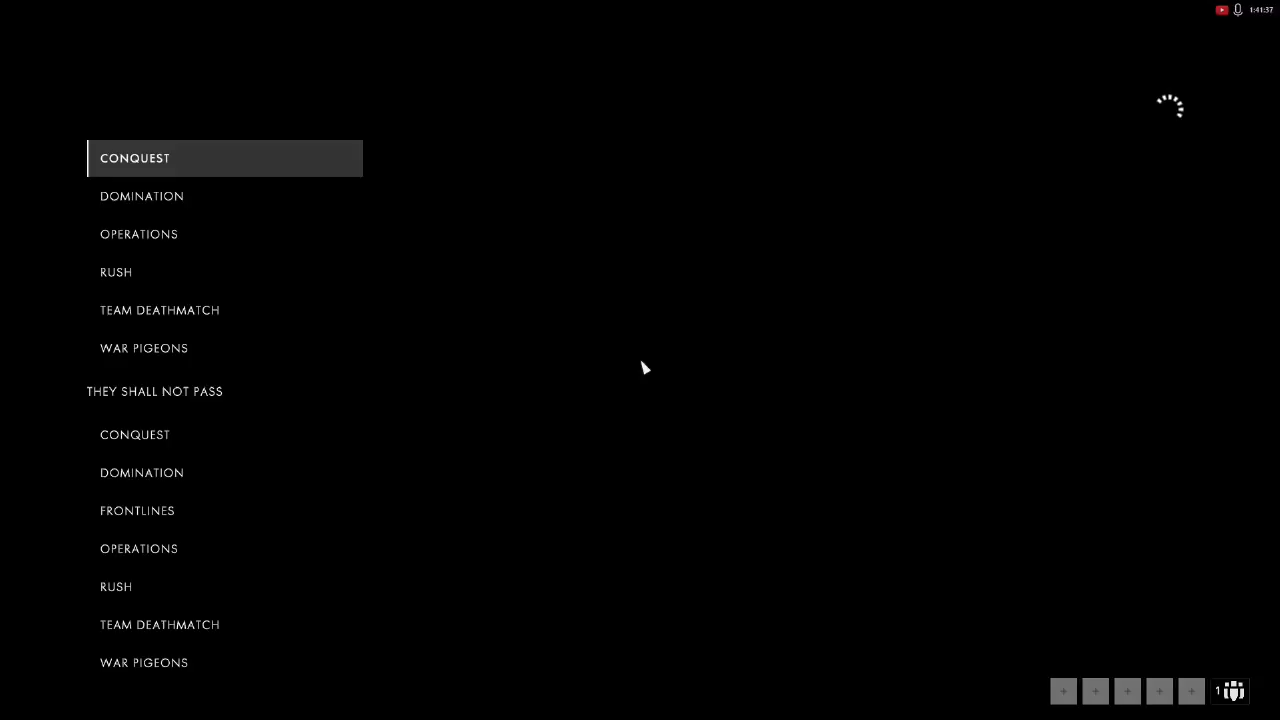 1:41:37
CONQUEST
DOMINATION
OPERATIONS
RUSH
TEAM DEATHMATCH
WAR PIGEONS
THEY SHALL NOT PASS
CONQUEST
DOMINATION
FRONTLINES
OPERATIONS
RUSH
TEAM DEATHMATCH
WAR PIGEONS
+ + + + + 1